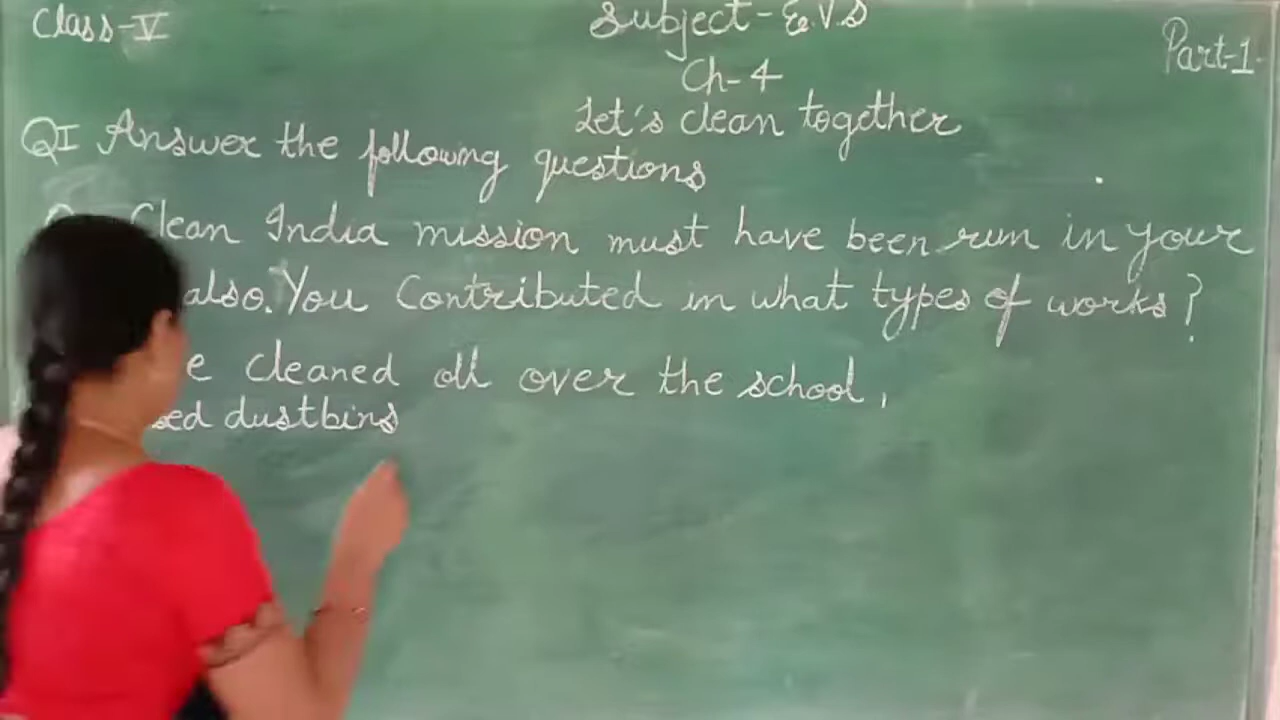 Class-V
Subject-E.V.S
Part-1
Ch-4
Let's clean together
QI Answer the following questions
Clean India mission must have been run in your
also. You Contributed in what types of works?
cleaned all over the school,
dustbins